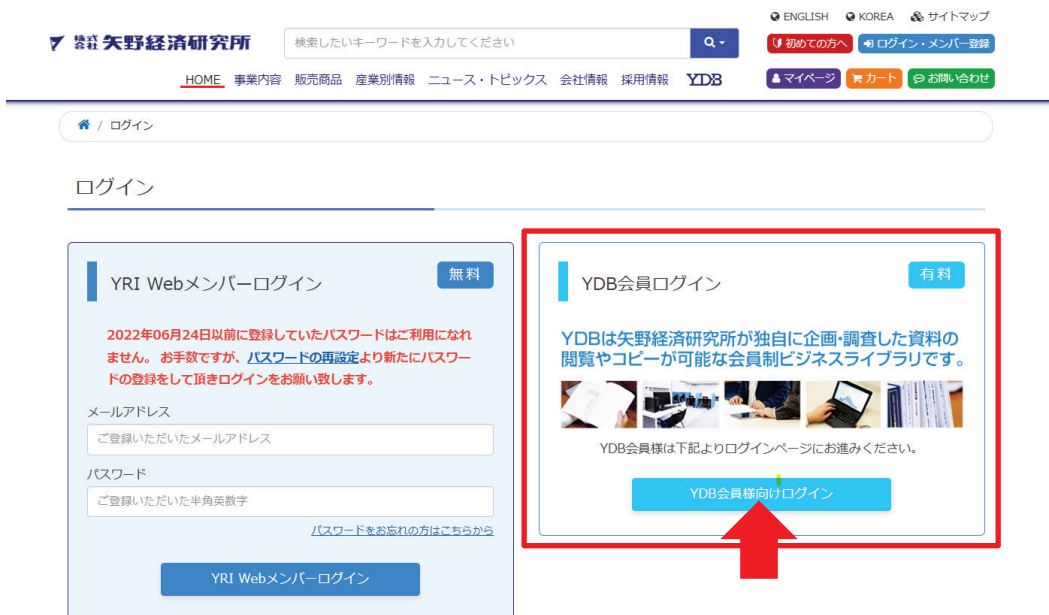 ENGLISH KOREA サイトマップ
株式会社 矢野経済研究所
検索したいキーワードを入力してください
初めての方へ ログイン・メンバー登録
HOME 事業内容 販売商品 産業別情報 ニュース・トピックス 会社情報 採用情報 YDB
マイページ カート お問い合わせ
/ ログイン
ログイン
YRI Webメンバーログイン
無料
2022年06月24日以前に登録していたパスワードはご利用になれ
ません。 お手数ですが、パスワードの再設定より新たにパスワー
ドの登録をして頂きログインをお願い致します。
メールアドレス
ご登録いただいたメールアドレス
パスワード
ご登録いただいた半角英数字
パスワードをお忘れの方はこちらから
YRI Webメンバーログイン
YDB会員ログイン
有料
YDBは矢野経済研究所が独自に企画・調査した資料の
閲覧やコピーが可能な会員制ビジネスライブラリです。
YDB会員様は下記よりログインページにお進みください。
YDB会員様向けログイン